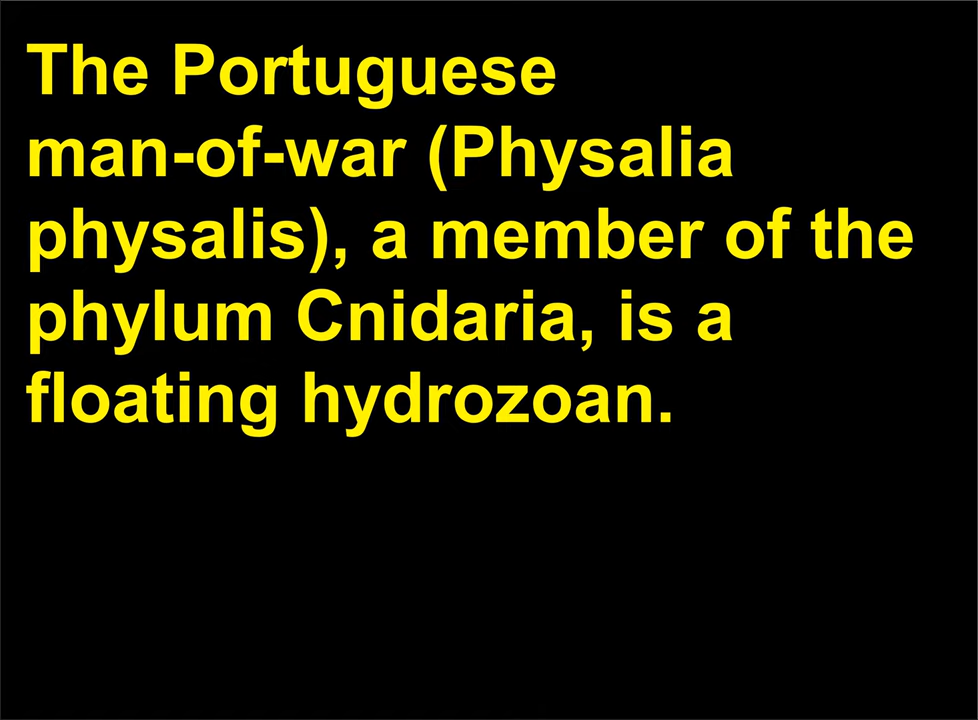 The Portuguese
man-of-war (Physalia
physalis), a member of the
phylum Cnidaria, is a
floating hydrozoan.